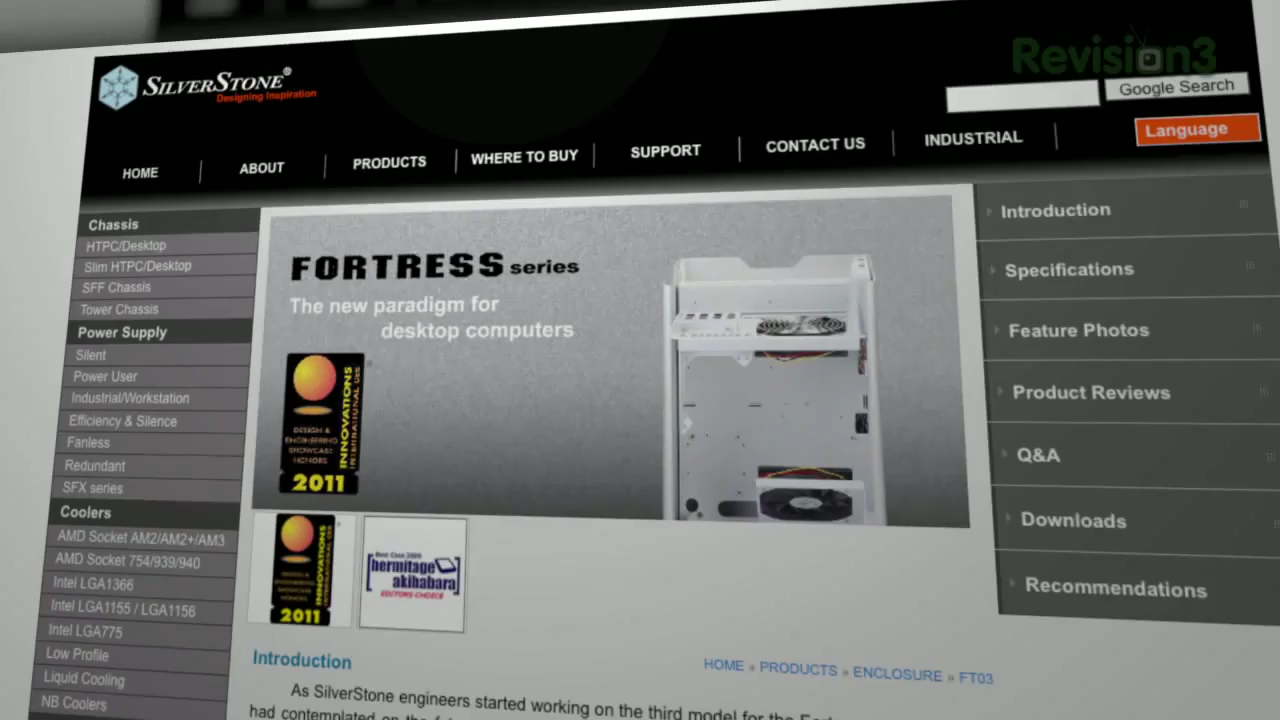 Revision3
SILVERSTONE®
Designing Inspiration
Google Search
Language
HOME
ABOUT
PRODUCTS
WHERE TO BUY
SUPPORT
CONTACT US
INDUSTRIAL
Chassis
HTPC/Desktop
Slim HTPC/Desktop
SFF Chassis
Tower Chassis
Power Supply
Silent
Power User
Industrial/Workstation
Efficiency & Silence
Fanless
Redundant
SFX series
Coolers
AMD Socket AM2/AM2+/AM3
AMD Socket 754/939/940
Intel LGA1366
Intel LGA1155 / LGA1156
Intel LGA775
Low Profile
Liquid Cooling
NB Coolers
FORTRESS series
The new paradigm for
desktop computers
INNOVATIONS
INTERNATIONAL CES
DESIGN &
ENGINEERING
SHOWCASE
HONORS
2011
INNOVATIONS
2011
Best Case 2009
hermitage
akihabara
EDITORS CHOICE
Introduction
Specifications
Feature Photos
Product Reviews
Q&A
Downloads
Recommendations
Introduction
HOME » PRODUCTS » ENCLOSURE » FT03
As SilverStone engineers started working on the third model for the
had contemplated on the